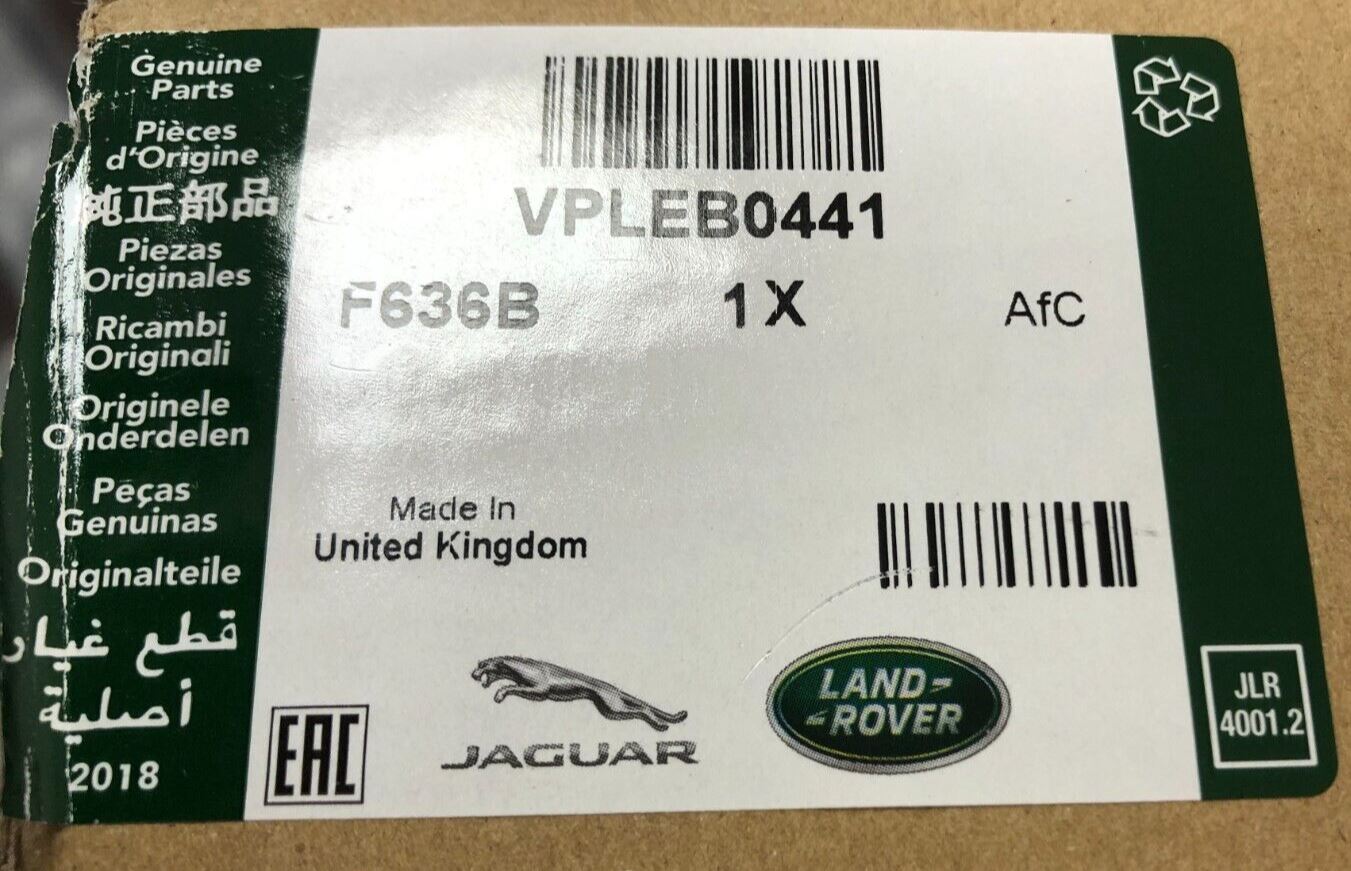 Genuine
Parts
Pièces
d'Origine
純正部品
Piezas
Originales
Ricambi
Originali
Originele
Onderdelen
Peças
Genuinas
Originalteile
قطع غيار
أصلية
2018
VPLEB0441
F636B 1 X AfC
Made In
United Kingdom
EAC
JAGUAR
LAND-
-ROVER
JLR
4001.2